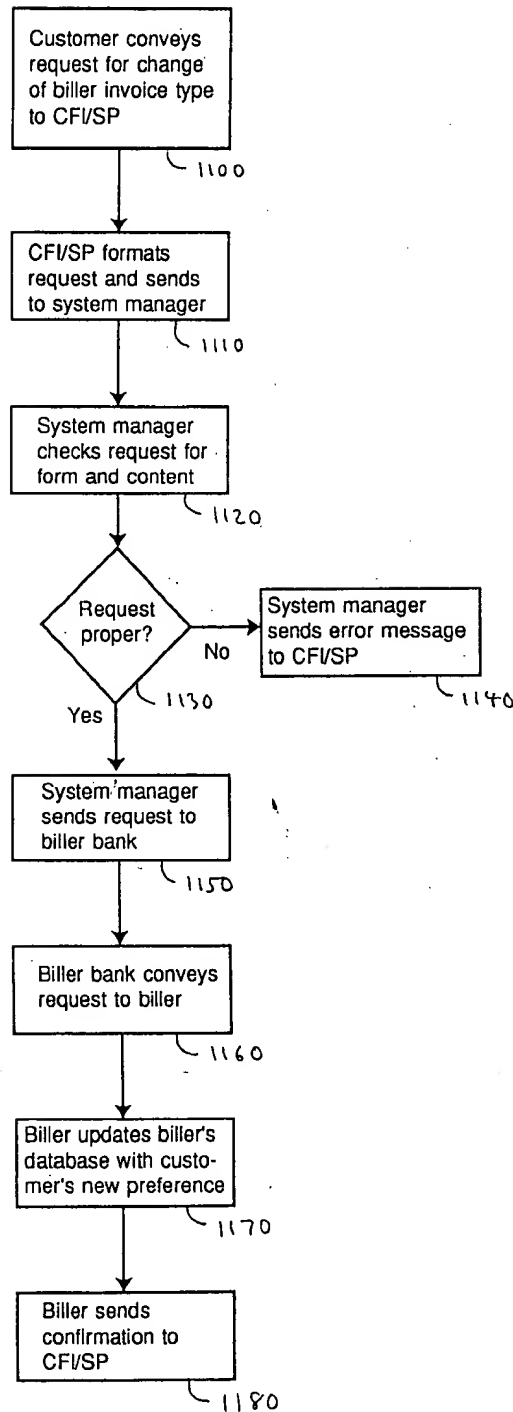 Customer conveys
request for change
of biller invoice type
to CFI/SP
1100
CFI/SP formats
request and sends
to system manager
1110
System manager
checks request for
form and content
1120
Request
proper?
1130
No
System manager
sends error message
to CFI/SP
1140
Yes
System manager
sends request to
biller bank
1150
Biller bank conveys
request to biller
1160
Biller updates biller's
database with custo-
mer's new preference
1170
Biller sends
confirmation to
CFI/SP
1180